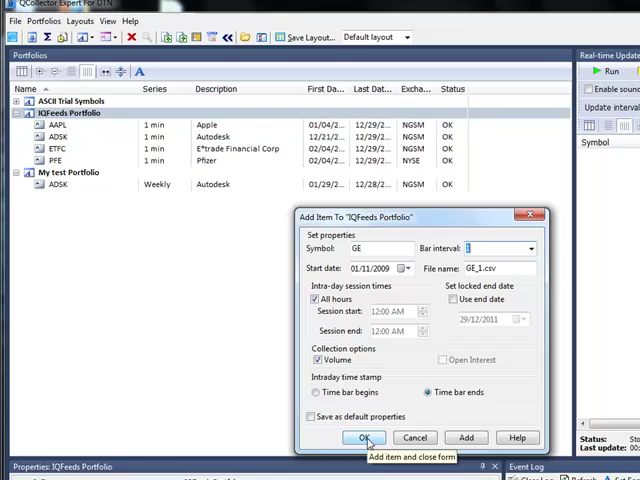 QCollector Expert For DTN
File Portfolios Layouts View Help
Save Layout... Default layout
Portfolios
Real-time Update
Run
Enable sound
Update interval
Symbol
Name Series Description First Da... Last Dat... Excha... Status
ASCII Trial Symbols
IQFeeds Portfolio
AAPL 1 min Apple 01/04/2... 12/29/2... NGSM OK
ADSK 1 min Autodesk 12/21/2... 12/29/2... NGSM OK
ETFC 1 min E*trade Financial Corp 01/04/2... 12/29/2... NGSM OK
PFE 1 min Pfizer 02/04/2... 12/29/2... NYSE OK
My test Portfolio
ADSK Weekly Autodesk 01/29/2... 12/28/2... NGSM OK
Add Item To "IQFeeds Portfolio"
Set properties
Symbol: GE Bar interval: 1
Start date: 01/11/2009 File name: GE_1.csv
Intra-day session times Set locked end date
All hours Use end date
Session start: 12:00 AM 29/12/2011
Session end: 12:00 AM
Collection options
Volume Open Interest
Intraday time stamp
Time bar begins Time bar ends
Save as default properties
OK Cancel Add Help
Add item and close form
Status: Sto
Properties: IQFeeds Portfolio
Event Log